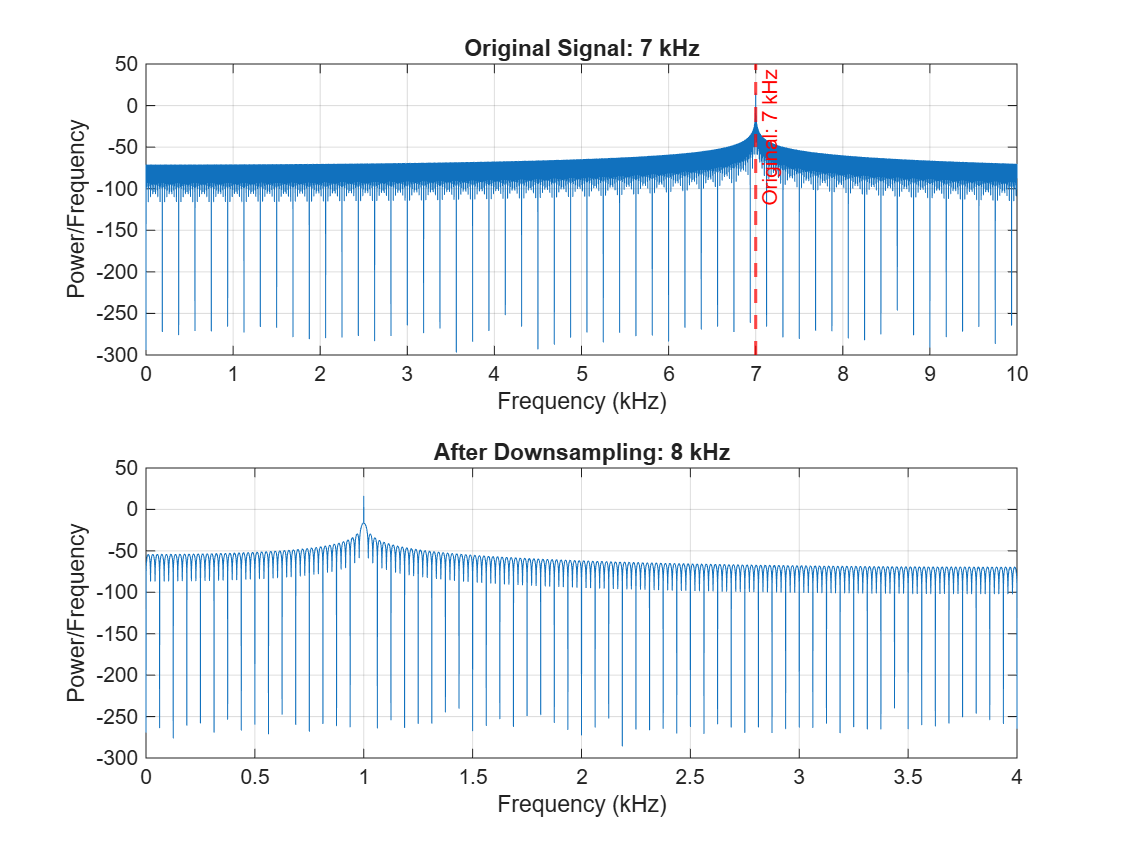 Original Signal: 7 kHz
50
0
-50
-100
-150
-200
-250
-300
Power/Frequency
Original: 7 kHz
0 1 2 3 4 5 6 7 8 9 10
Frequency (kHz)
After Downsampling: 8 kHz
50
0
-50
-100
-150
-200
-250
-300
Power/Frequency
0 0.5 1 1.5 2 2.5 3 3.5 4
Frequency (kHz)